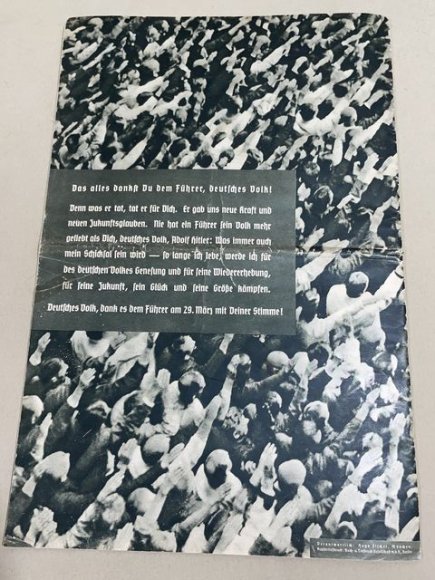 Das alles dankst Du dem Führer, deutsches Volk!
Denn was er tat, tat er für Dich. Er gab uns neue Kraft und
neuen Zukunftsglauben. Nie hat ein Führer sein Volk mehr
geliebt als Dich, deutsches Volk, Adolf Hitler: Was immer auch
mein Schicksal sein wird — so lange ich lebe, werde ich für
des deutschen Volkes Genesung und für seine Wiedererhebung,
für seine Zukunft, sein Glück und seine Größe kämpfen.
Deutsches Volk, dank es dem Führer am 29. März mit Deiner Stimme!